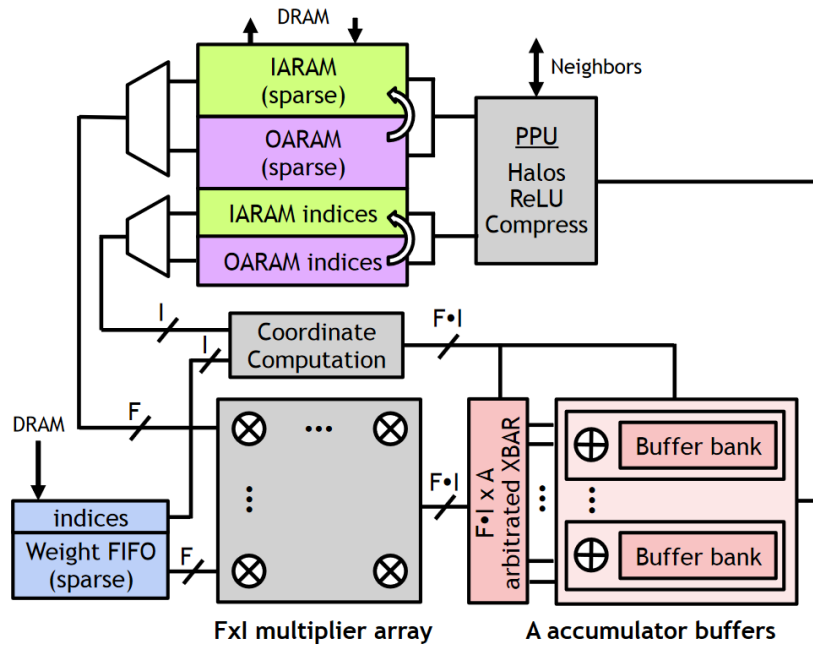 DRAM
IARAM
(sparse)
OARAM
(sparse)
IARAM indices
OARAM indices
Neighbors
PPU
Halos
ReLU
Compress
I
I
Coordinate
Computation
F•I
F
DRAM
indices
Weight FIFO
(sparse)
F
...
...
F•I
F•I x A
arbitrated XBAR
...
Buffer bank
...
Buffer bank
FxI multiplier array
A accumulator buffers